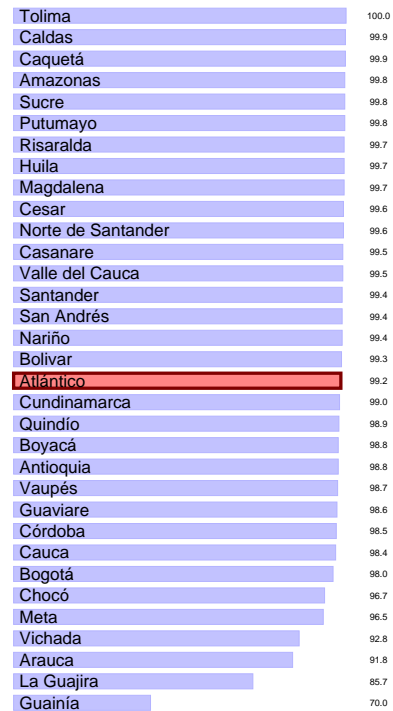 Tolima 100.0
Caldas 99.9
Caquetá 99.9
Amazonas 99.8
Sucre 99.8
Putumayo 99.8
Risaralda 99.7
Huila 99.7
Magdalena 99.7
Cesar 99.6
Norte de Santander 99.6
Casanare 99.5
Valle del Cauca 99.5
Santander 99.4
San Andrés 99.4
Nariño 99.4
Bolivar 99.3
Atlántico 99.2
Cundinamarca 99.0
Quindío 98.9
Boyacá 98.8
Antioquia 98.8
Vaupés 98.7
Guaviare 98.6
Córdoba 98.5
Cauca 98.4
Bogotá 98.0
Chocó 96.7
Meta 96.5
Vichada 92.8
Arauca 91.8
La Guajira 85.7
Guainía 70.0